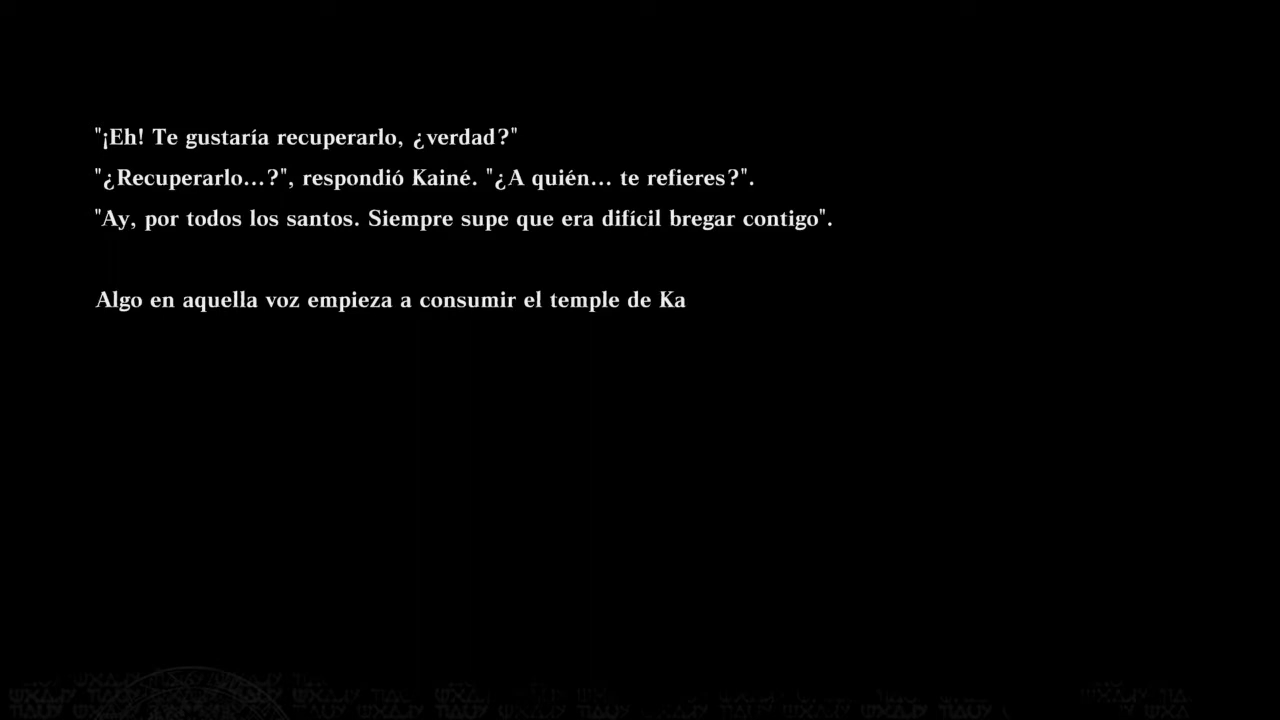 "¡Eh! Te gustaría recuperarlo, ¿verdad?"
"¿Recuperarlo...?", respondió Kainé. "¿A quién... te refieres?".
"Ay, por todos los santos. Siempre supe que era difícil bregar contigo".
Algo en aquella voz empieza a consumir el temple de Ka